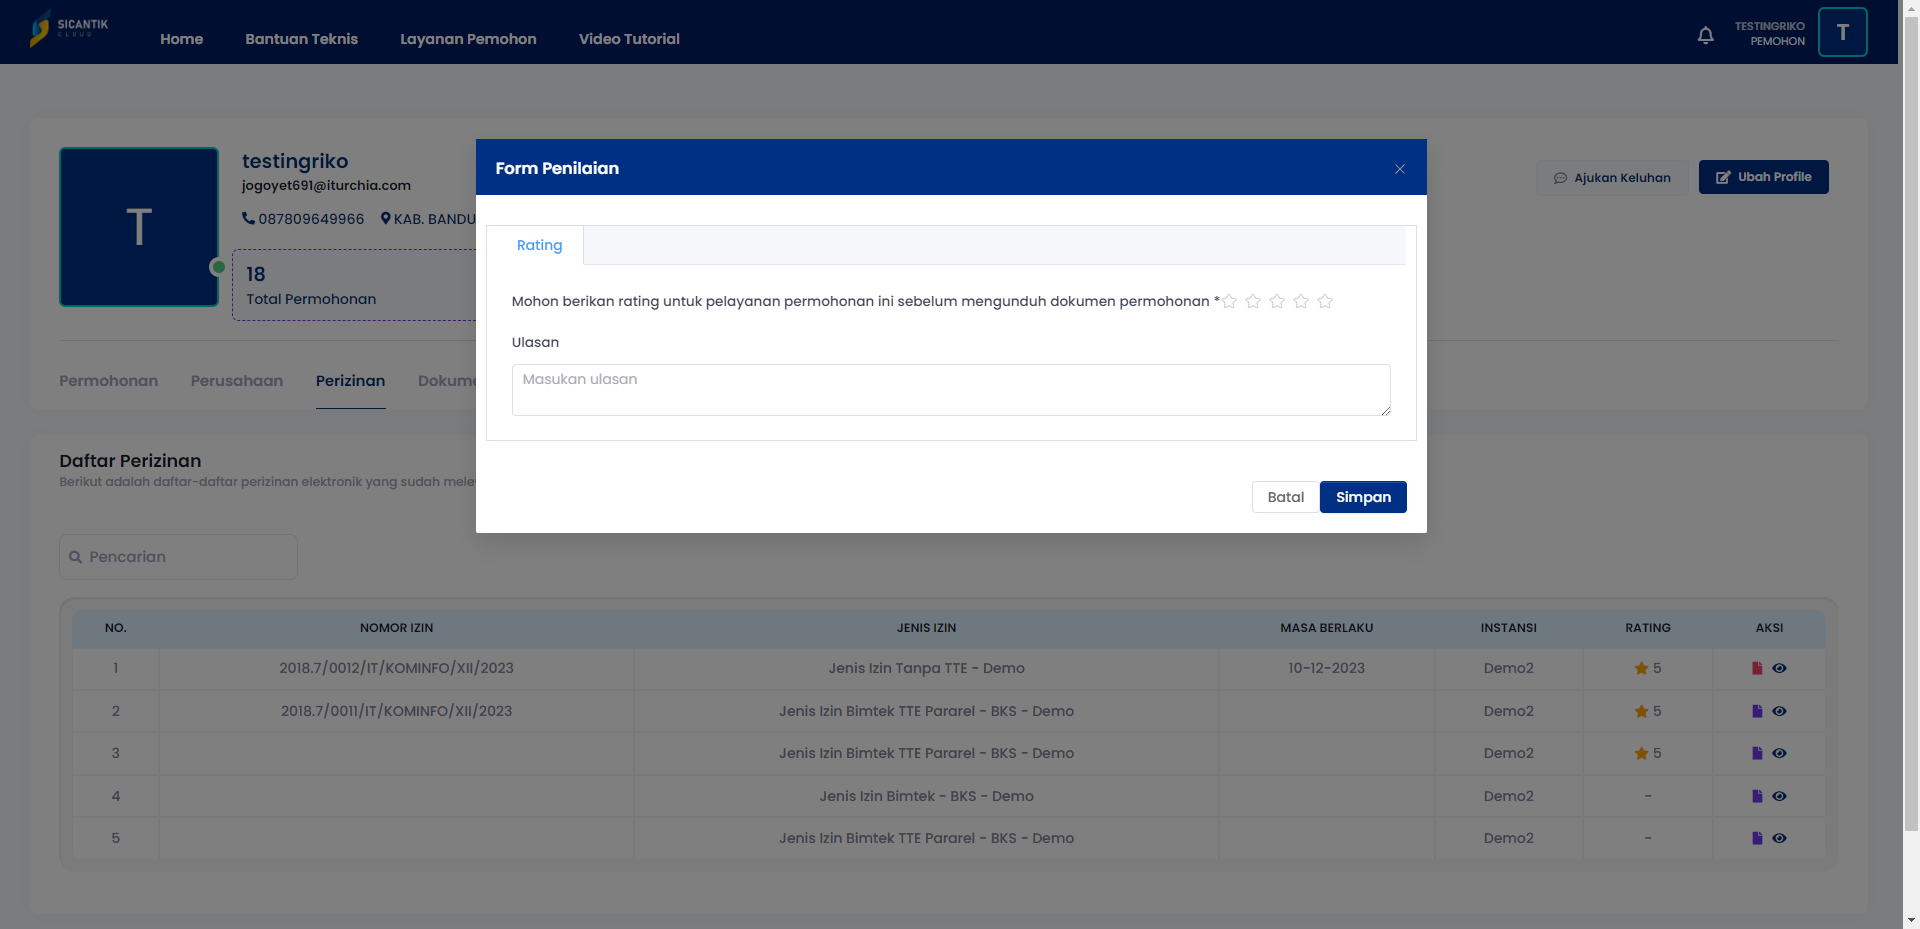 SICANTIK
CLOUD
Home
Bantuan Teknis
Layanan Pemohon
Video Tutorial
TESTINGRIKO
PEMOHON
T
T
testingriko
jogoyet691@iturchia.com
087809649966
KAB. BANDU
18
Total Permohonan
Ajukan Keluhan
Ubah Profile
Permohonan
Perusahaan
Perizinan
Dokume
Form Penilaian
Rating
Mohon berikan rating untuk pelayanan permohonan ini sebelum mengunduh dokumen permohonan *
Ulasan
Masukan ulasan
Batal
Simpan
Daftar Perizinan
Berikut adalah daftar-daftar perizinan elektronik yang sudah mele
Pencarian
NO. NOMOR IZIN JENIS IZIN MASA BERLAKU INSTANSI RATING AKSI
1 2018.7/0012/IT/KOMINFO/XII/2023 Jenis Izin Tanpa TTE - Demo 10-12-2023 Demo2 5
2 2018.7/0011/IT/KOMINFO/XII/2023 Jenis Izin Bimtek TTE Pararel - BKS - Demo Demo2 5
3 Jenis Izin Bimtek TTE Pararel - BKS - Demo Demo2 5
4 Jenis Izin Bimtek - BKS - Demo Demo2 -
5 Jenis Izin Bimtek TTE Pararel - BKS - Demo Demo2 -